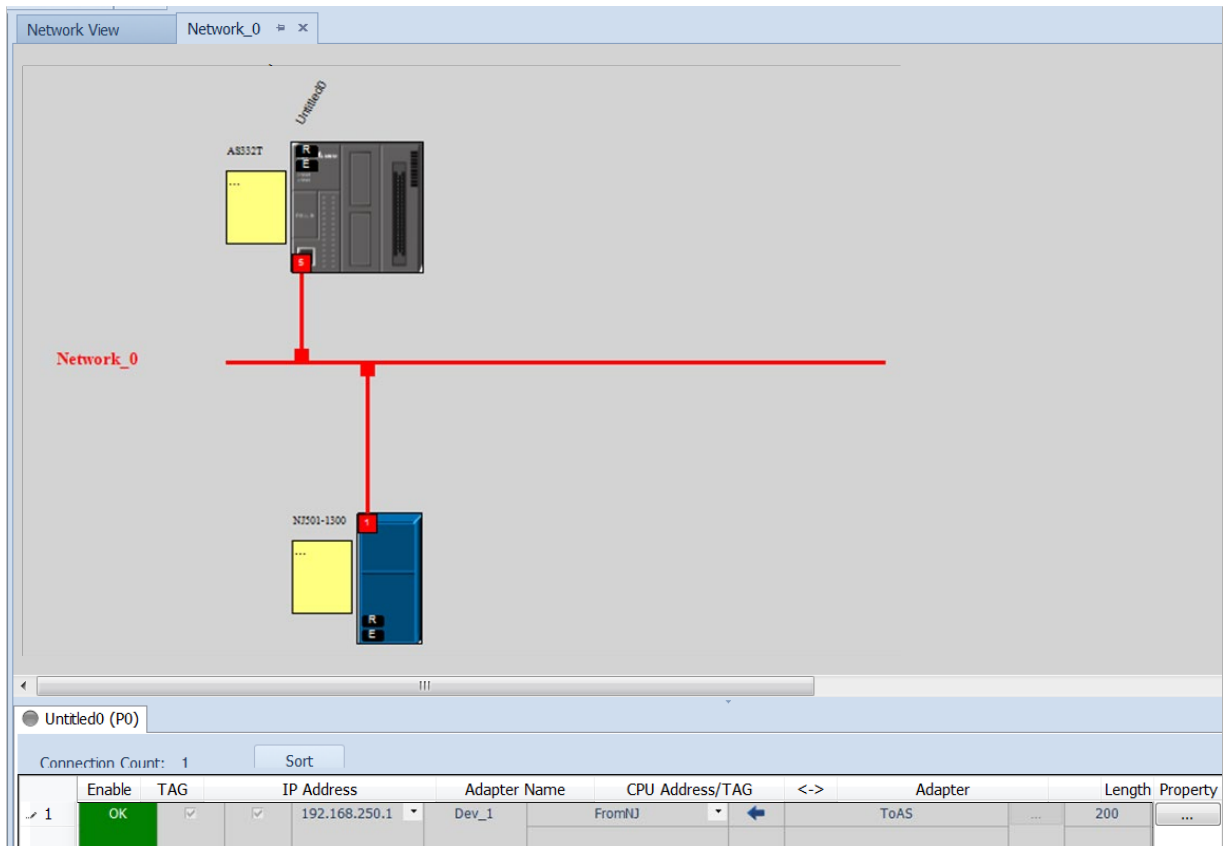 Network View Network_0
Untitled0
AS332T
R
E
...
5
Network_0
NJ501-1300
1
...
R
E
Untitled0 (P0)
Connection Count: 1 Sort
Enable TAG IP Address Adapter Name CPU Address/TAG <-> Adapter Length Property
1 OK 192.168.250.1 Dev_1 FromNJ ToAS ... 200 ...